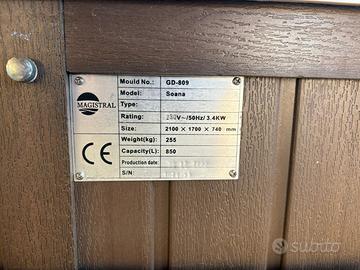 MAGISTRAL
Mould No.: GD-809
Model: Soana
Type:
Rating: 230V~/50Hz/3.4KW
Size: 2100 × 1700 × 740 mm
Weight(kg): 255
Capacity(L): 850
Production date:
S/N:
CE
subito